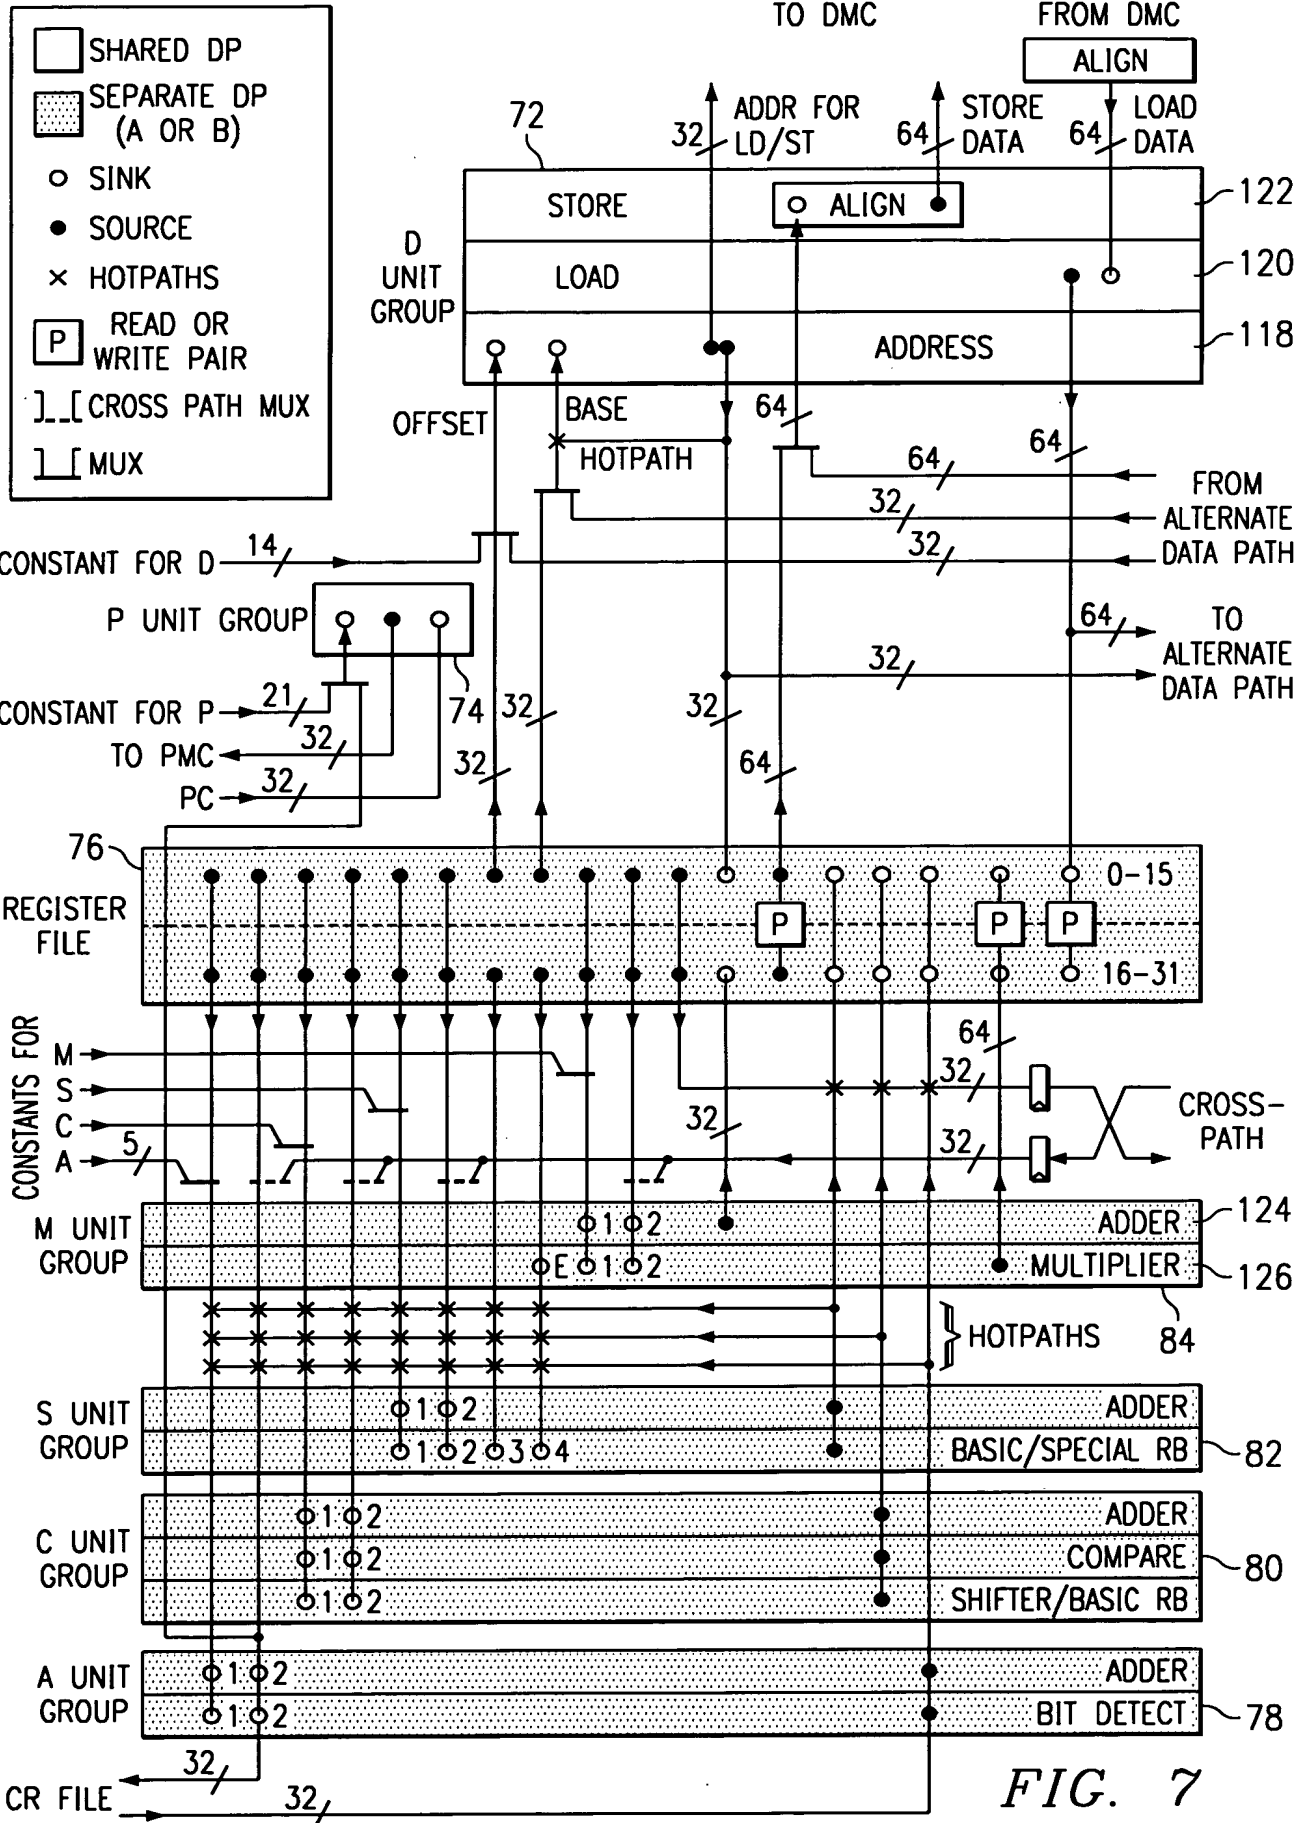 TO DMC
FROM DMC
SHARED DP
SEPARATE DP
(A OR B)
SINK
SOURCE
HOTPATHS
P
READ OR
WRITE PAIR
CROSS PATH MUX
MUX
ALIGN
72
32
ADDR FOR
LD/ST
64
STORE
DATA
64
LOAD
DATA
D
UNIT
GROUP
STORE
ALIGN
122
LOAD
120
ADDRESS
118
OFFSET
BASE
HOTPATH
64
64
64
32
32
FROM
ALTERNATE
DATA PATH
CONSTANT FOR D
14
P UNIT GROUP
74
64
TO
ALTERNATE
DATA PATH
32
CONSTANT FOR P
21
TO PMC
32
PC
32
32
32
32
64
76
REGISTER
FILE
0-15
P
P
P
16-31
CONSTANTS FOR
M
S
C
A
5
64
32
32
32
CROSS-
PATH
M UNIT
GROUP
1
2
ADDER
124
E
1
2
MULTIPLIER
126
84
HOTPATHS
S UNIT
GROUP
1
2
ADDER
1
2
3
4
BASIC/SPECIAL RB
82
C UNIT
GROUP
1
2
ADDER
1
2
COMPARE
80
1
2
SHIFTER/BASIC RB
A UNIT
GROUP
1
2
ADDER
1
2
BIT DETECT
78
CR FILE
32
32
FIG. 7